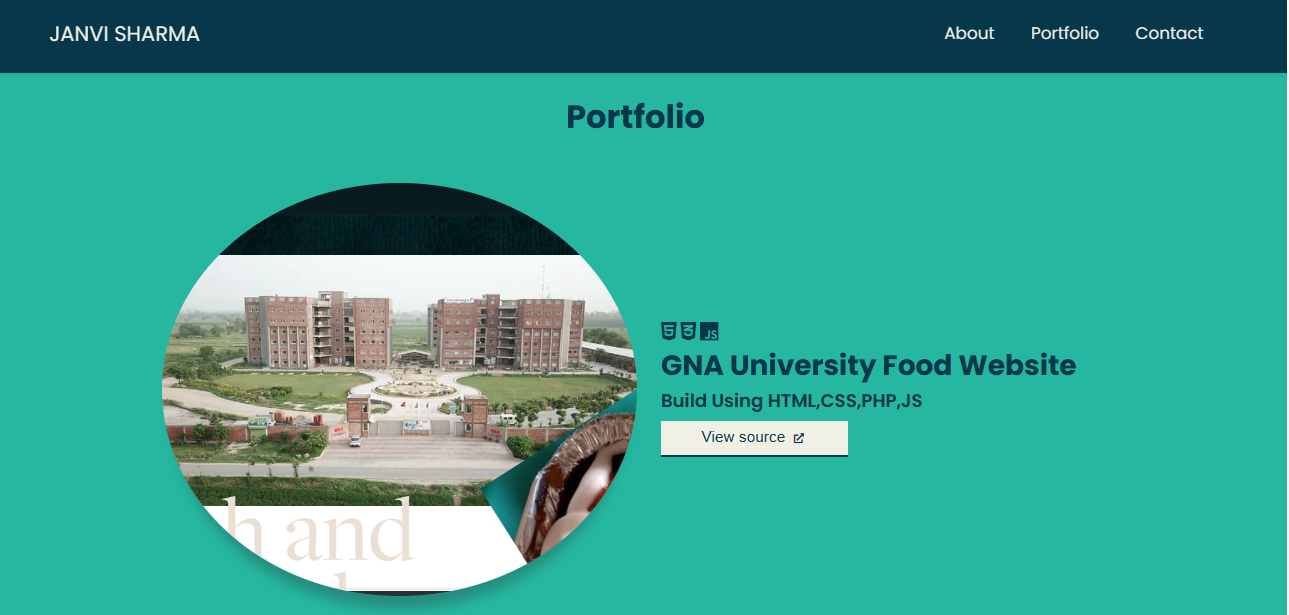 JANVI SHARMA
About Portfolio Contact
Portfolio
JS
GNA University Food Website
Build Using HTML,CSS,PHP,JS
View source
h and